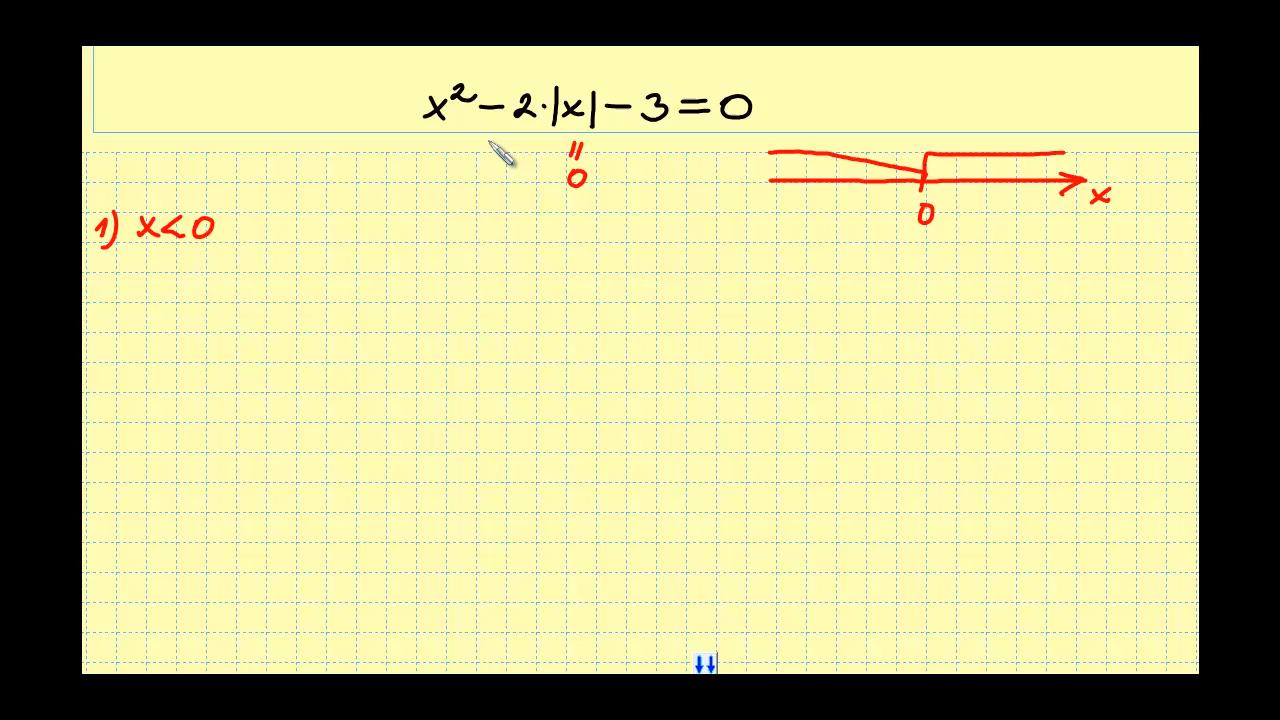 x² − 2·|x| − 3 = 0
||
0
x
0
1) x < 0